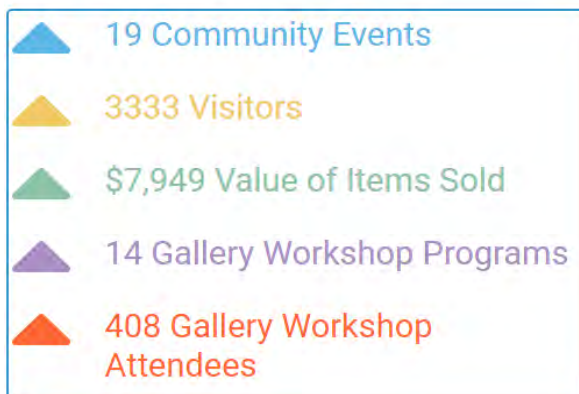 19 Community Events
3333 Visitors
$7,949 Value of Items Sold
14 Gallery Workshop Programs
408 Gallery Workshop
Attendees